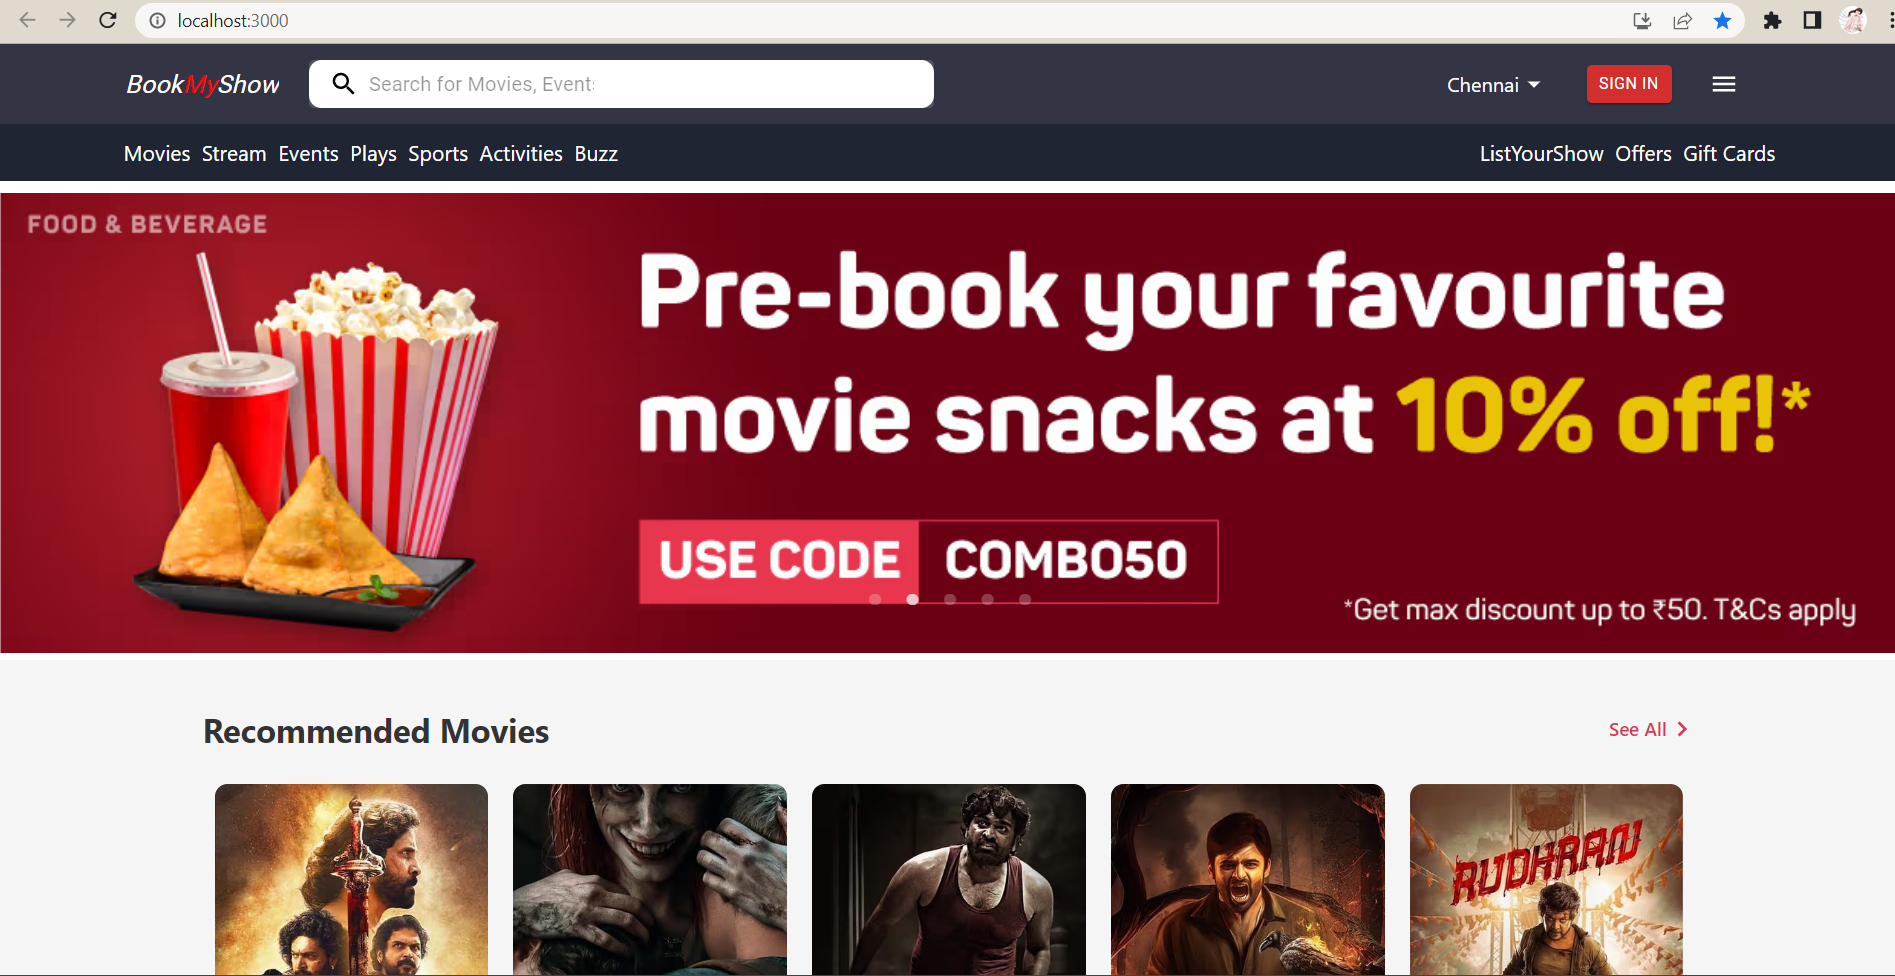 localhost:3000
BookMyShow
Search for Movies, Event
Chennai
SIGN IN
Movies Stream Events Plays Sports Activities Buzz
ListYourShow Offers Gift Cards
FOOD & BEVERAGE
Pre-book your favourite
movie snacks at 10% off!*
USE CODE COMBO50
*Get max discount up to ₹50. T&Cs apply
Recommended Movies
See All
RUDHRAN